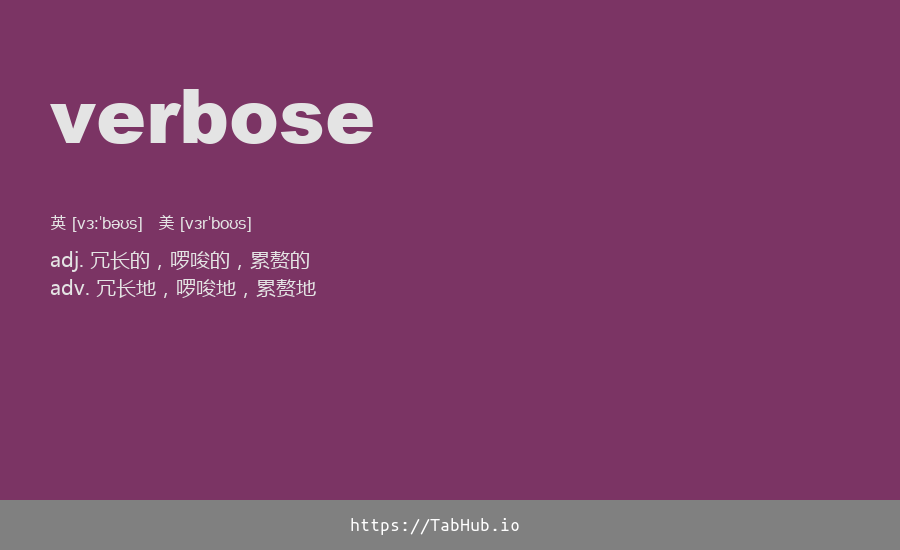 verbose
英 [vɜːˈbəʊs] 美 [vɜrˈboʊs]
adj. 冗长的，啰唆的，累赘的
adv. 冗长地，啰唆地，累赘地
https://TabHub.io